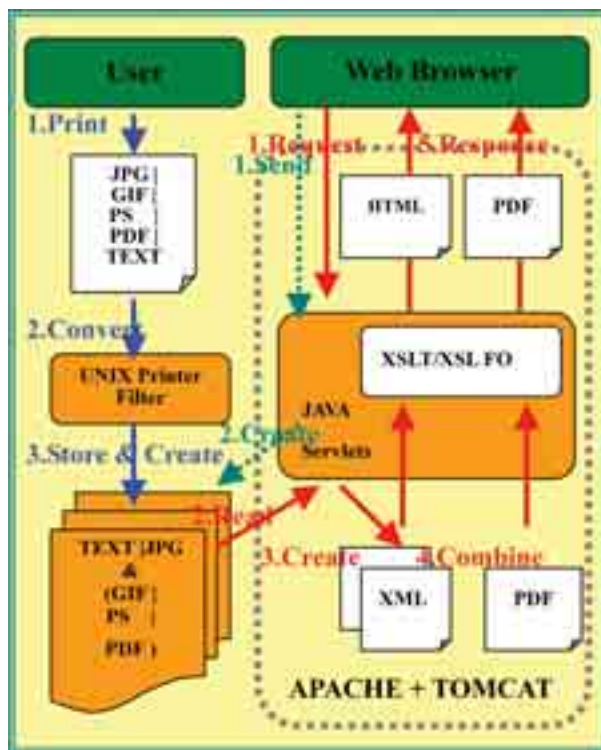 User
Web Browser
1.Print
1.Request
5.Response
1.Send
JPG |
GIF |
PS |
PDF |
TEXT
HTML
PDF
2.Convert
XSLT/XSL FO
UNIX Printer
Filter
JAVA
Servlets
2.Create
3.Store & Create
2.Read
TEXT |JPG
&
(GIF |
PS |
PDF )
3.Create
4.Combine
XML
PDF
APACHE + TOMCAT